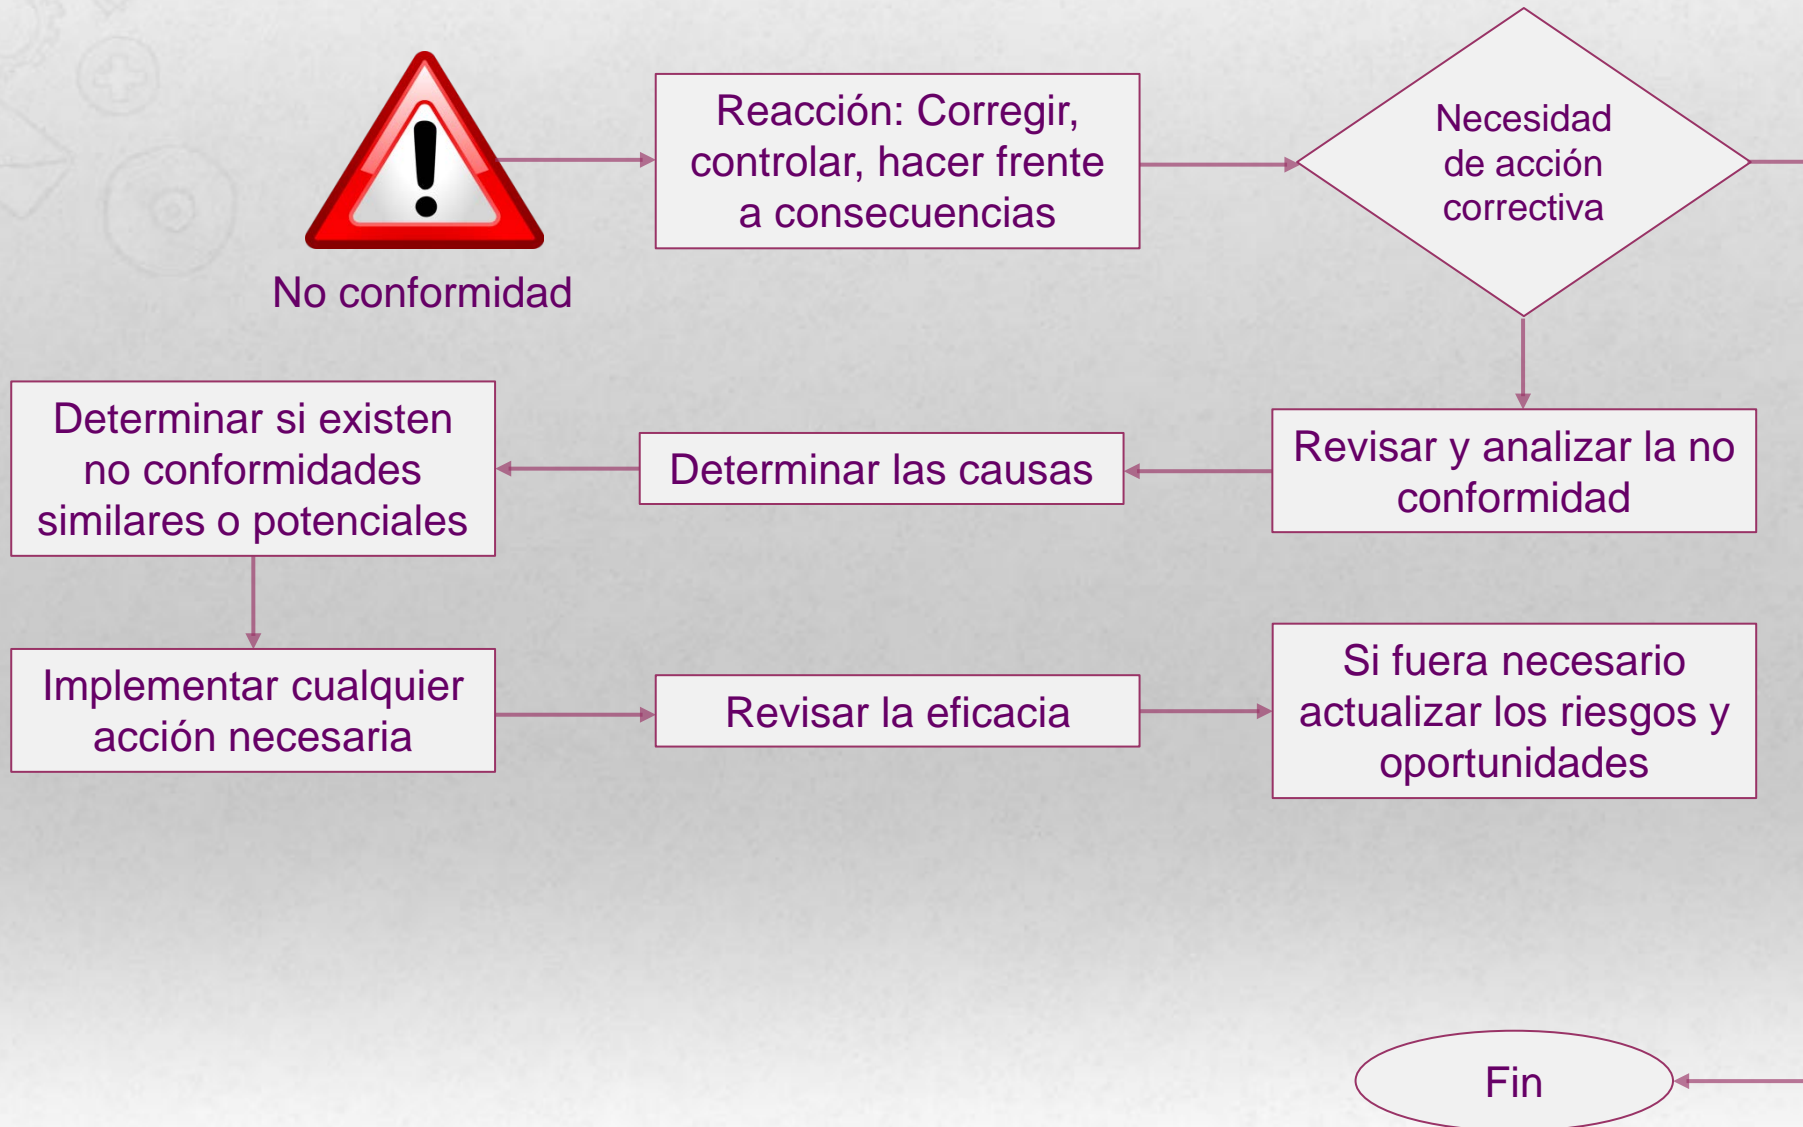 No conformidad
Reacción: Corregir,
controlar, hacer frente
a consecuencias
Necesidad
de acción
correctiva
Revisar y analizar la no
conformidad
Determinar las causas
Determinar si existen
no conformidades
similares o potenciales
Implementar cualquier
acción necesaria
Revisar la eficacia
Si fuera necesario
actualizar los riesgos y
oportunidades
Fin